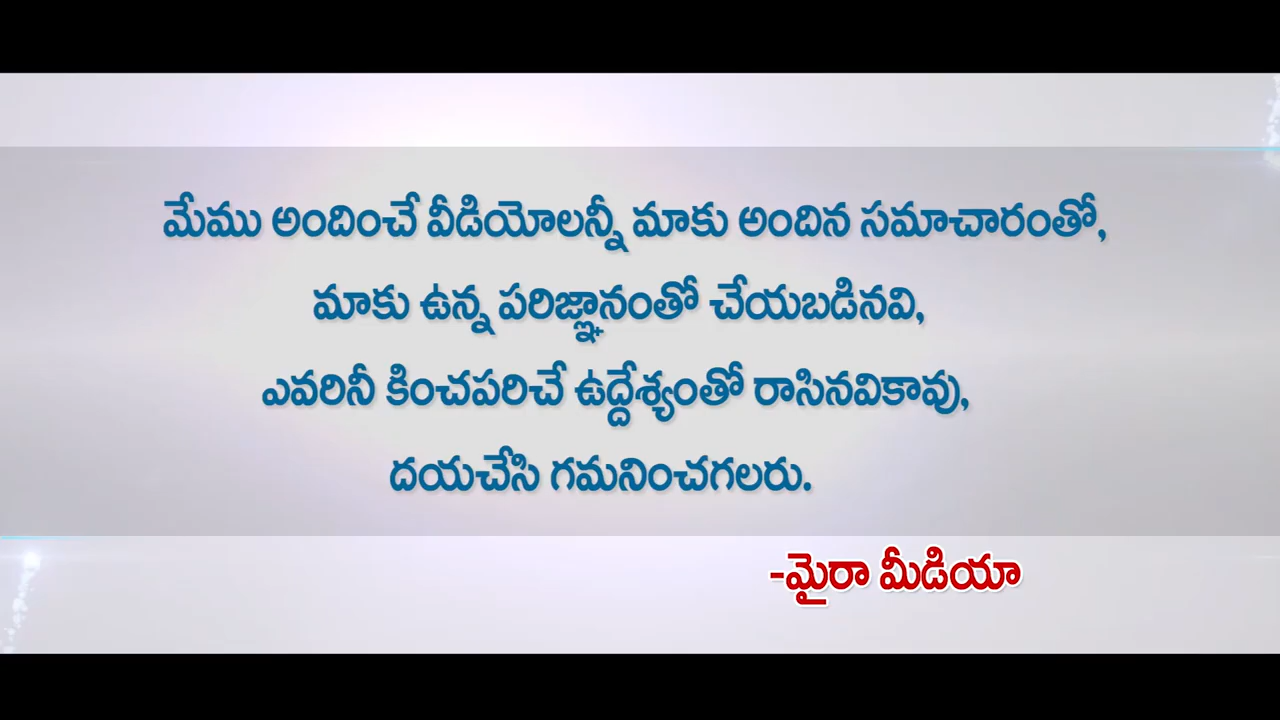 మేము అందించే వీడియోలన్నీ మాకు అందిన సమాచారంతో,
మాకు ఉన్న పరిజ్ఞానంతో చేయబడినవి,
ఎవరినీ కించపరిచే ఉద్దేశ్యంతో రాసినవికావు,
దయచేసి గమనించగలరు.
-మైరా మీడియా